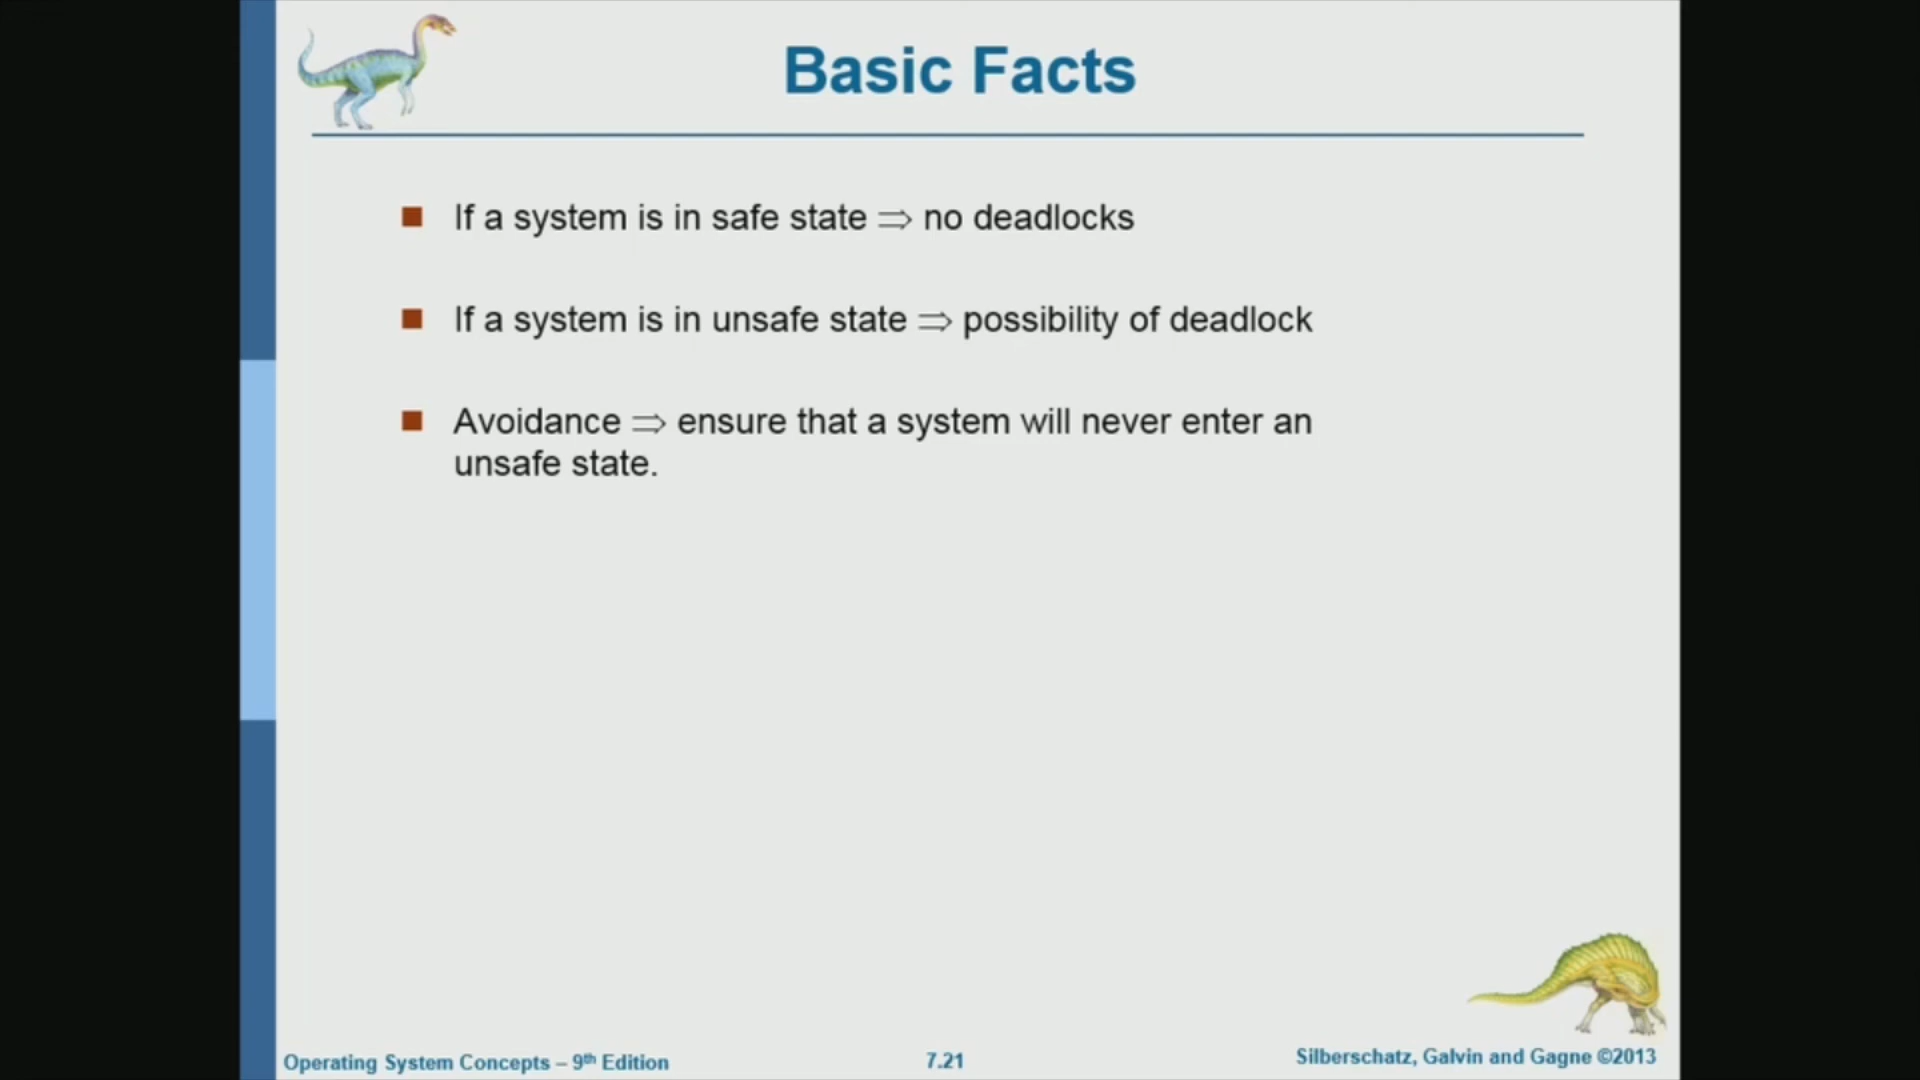 Basic Facts
If a system is in safe state ⇒ no deadlocks
If a system is in unsafe state ⇒ possibility of deadlock
Avoidance ⇒ ensure that a system will never enter an
unsafe state.
Operating System Concepts – 9th Edition
7.21
Silberschatz, Galvin and Gagne ©2013